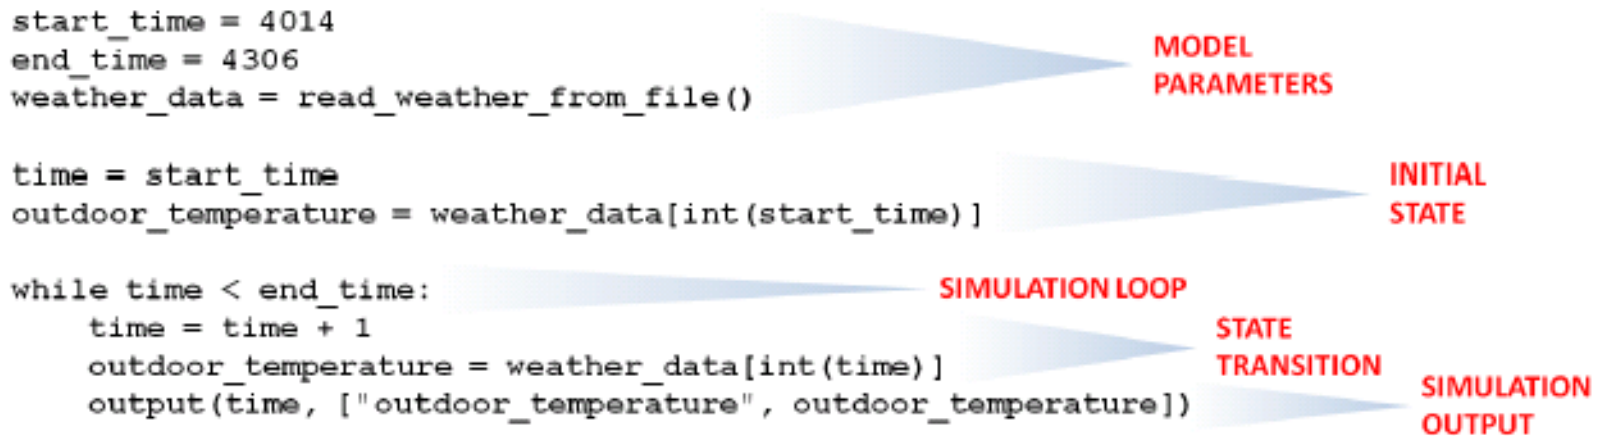 start_time = 4014
end_time = 4306
weather_data = read_weather_from_file()
MODEL
PARAMETERS
time = start_time
outdoor_temperature = weather_data[int(start_time)]
INITIAL
STATE
while time < end_time:
SIMULATION LOOP
    time = time + 1
    outdoor_temperature = weather_data[int(time)]
STATE
TRANSITION
    output(time, ["outdoor_temperature", outdoor_temperature])
SIMULATION
OUTPUT